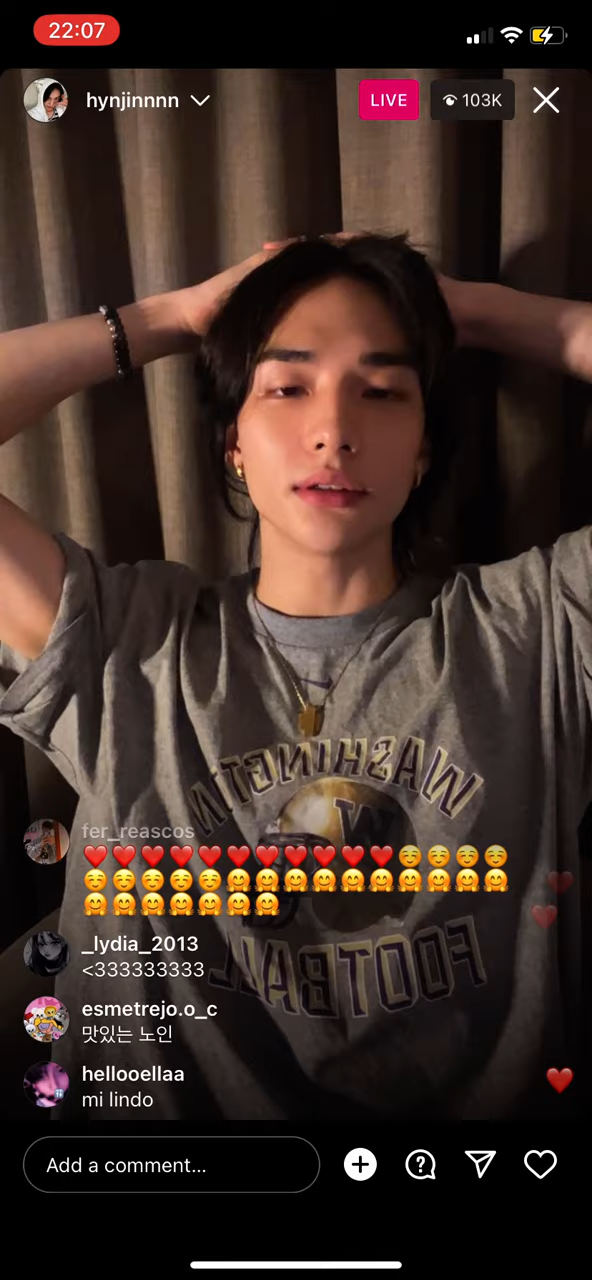 22:07
hynjinnnn
LIVE
103K
WASHINGTON
W
FOOTBALL
fer_reascos
❤️❤️❤️❤️❤️❤️❤️❤️❤️❤️❤️☺️☺️☺️☺️
☺️☺️☺️☺️☺️🤗🤗🤗🤗🤗🤗🤗🤗🤗🤗
🤗🤗🤗🤗🤗🤗🤗
_lydia_2013
<333333333
esmetrejo.o_c
맛있는 노인
hellooellaa
mi lindo
Add a comment...